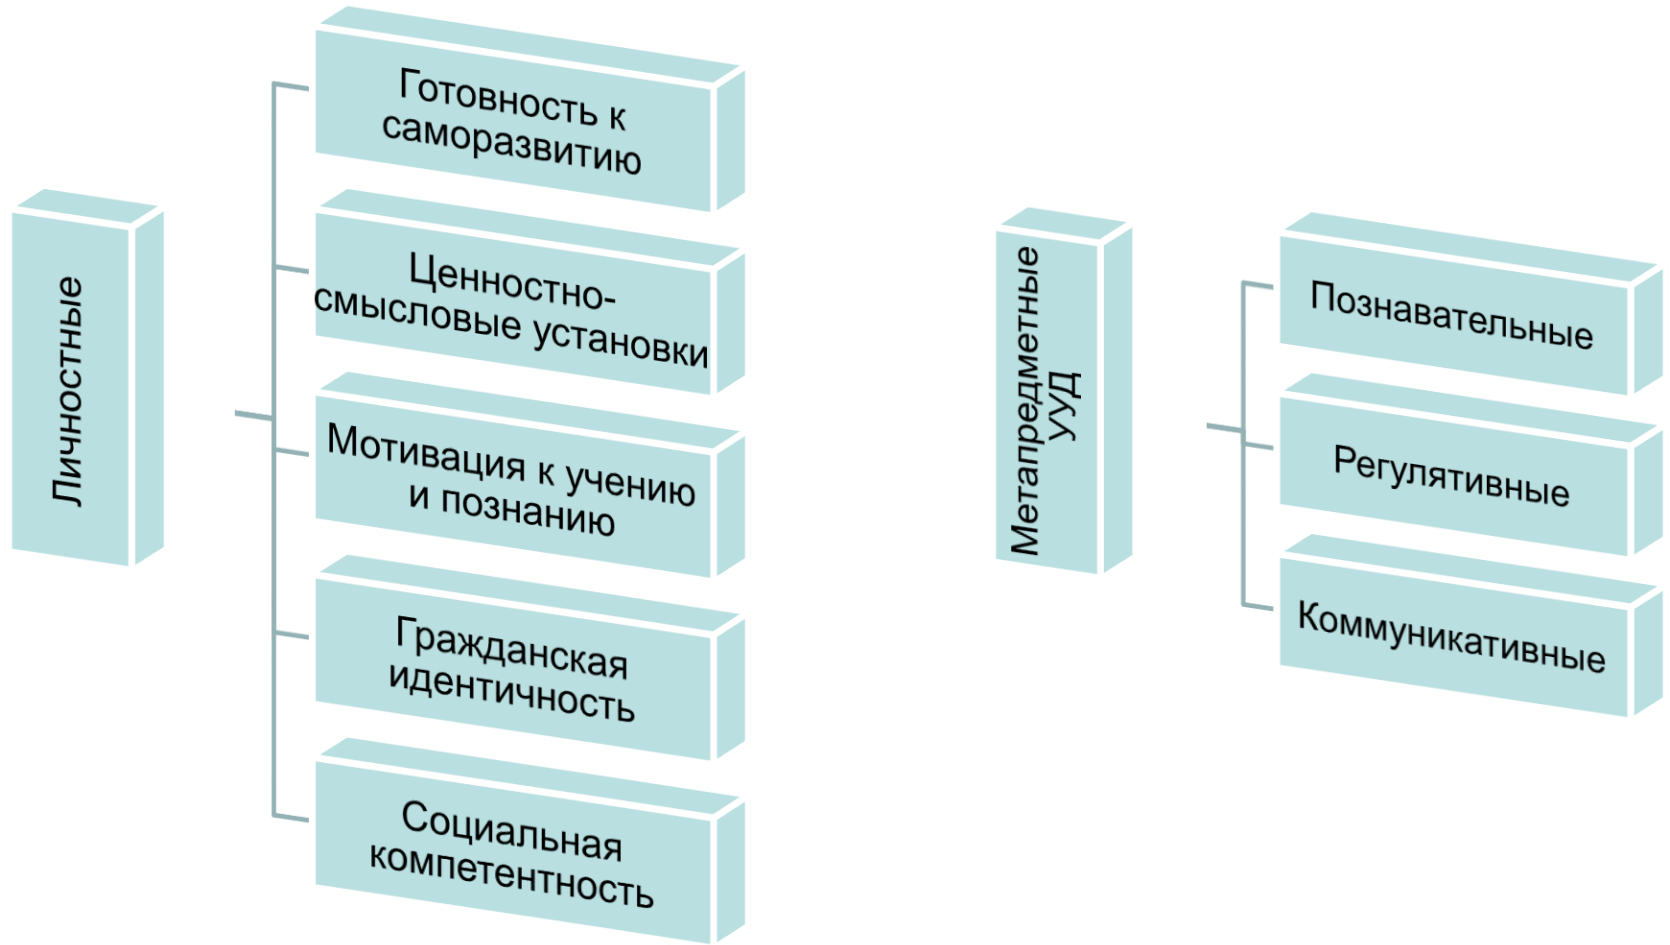 Личностные
Готовность к
саморазвитию
Ценностно-
смысловые установки
Мотивация к учению
и познанию
Гражданская
идентичность
Социальная
компетентность
Метапредметные
УУД
Познавательные
Регулятивные
Коммуникативные